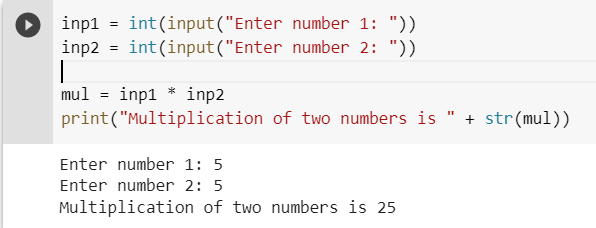 inp1 = int(input("Enter number 1: "))
inp2 = int(input("Enter number 2: "))
mul = inp1 * inp2
print("Multiplication of two numbers is " + str(mul))
Enter number 1: 5
Enter number 2: 5
Multiplication of two numbers is 25